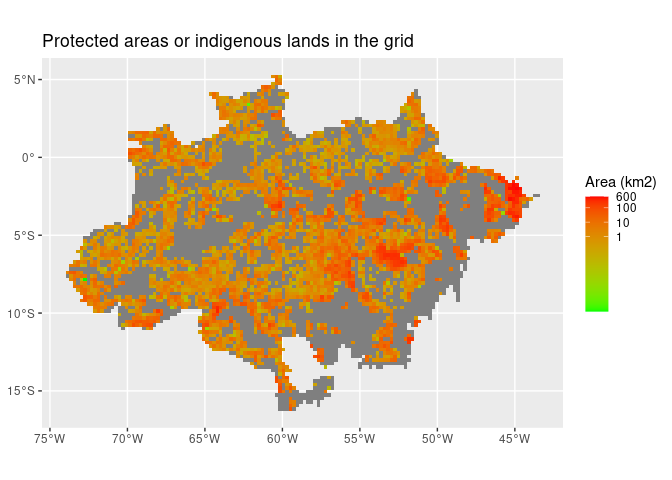 Protected areas or indigenous lands in the grid
5°N
0°
5°S
10°S
15°S
75°W 70°W 65°W 60°W 55°W 50°W 45°W
Area (km2)
600
100
10
1